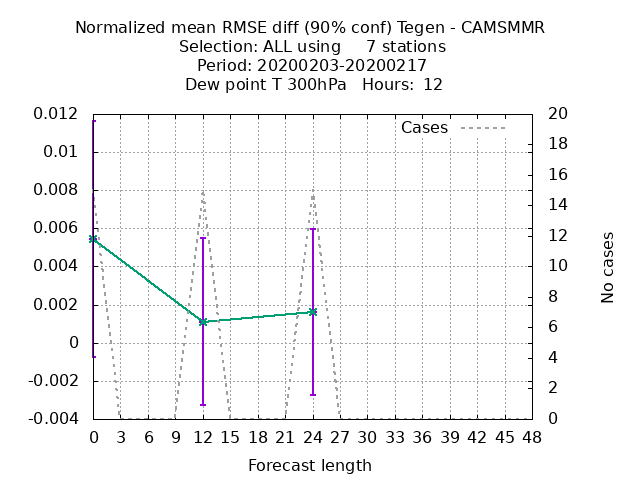 Normalized mean RMSE diff (90% conf) Tegen - CAMSMMR
Selection: ALL using     7 stations
Period: 20200203-20200217
Dew point T 300hPa   Hours:  12
Cases
0.012
0.01
0.008
0.006
0.004
0.002
0
-0.002
-0.004
20
18
16
14
12
10
8
6
4
2
0
No cases
0 3 6 9 12 15 18 21 24 27 30 33 36 39 42 45 48
Forecast length